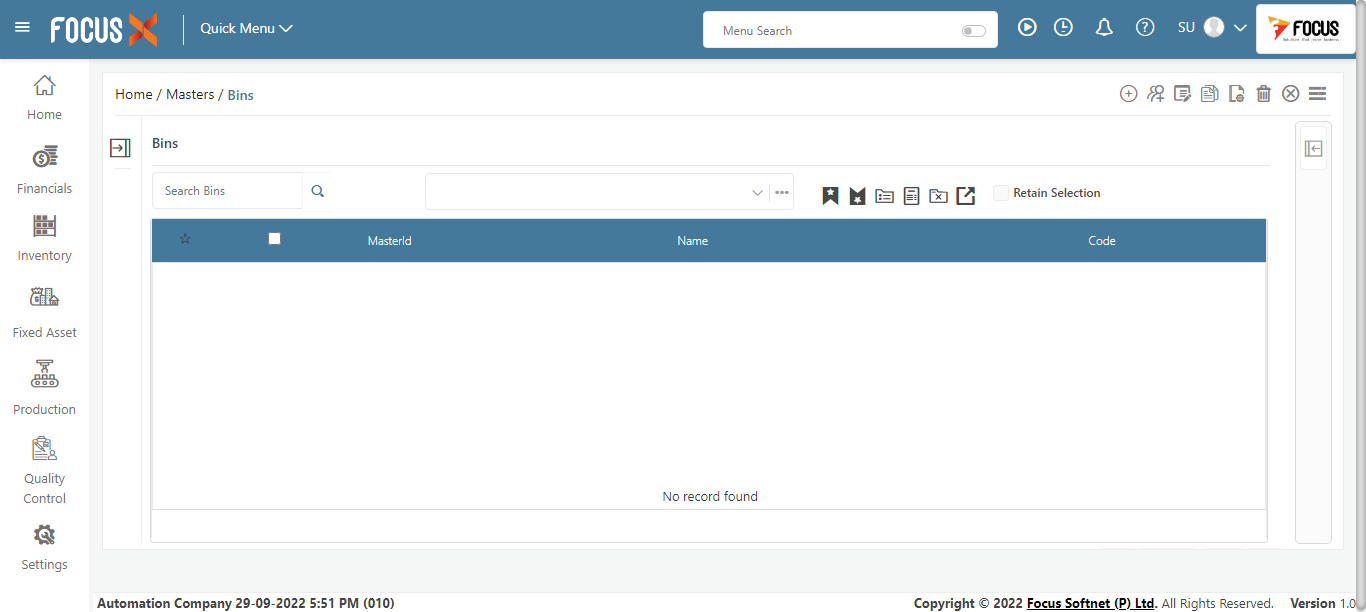 FOCUS X
Quick Menu
Menu Search
SU
FOCUS
Home / Masters / Bins
Home
Financials
Inventory
Fixed Asset
Production
Quality
Control
Settings
Bins
Search Bins
Retain Selection
MasterId Name Code
No record found
Automation Company 29-09-2022 5:51 PM (010)
Copyright © 2022 Focus Softnet (P) Ltd. All Rights Reserved. Version 1.0